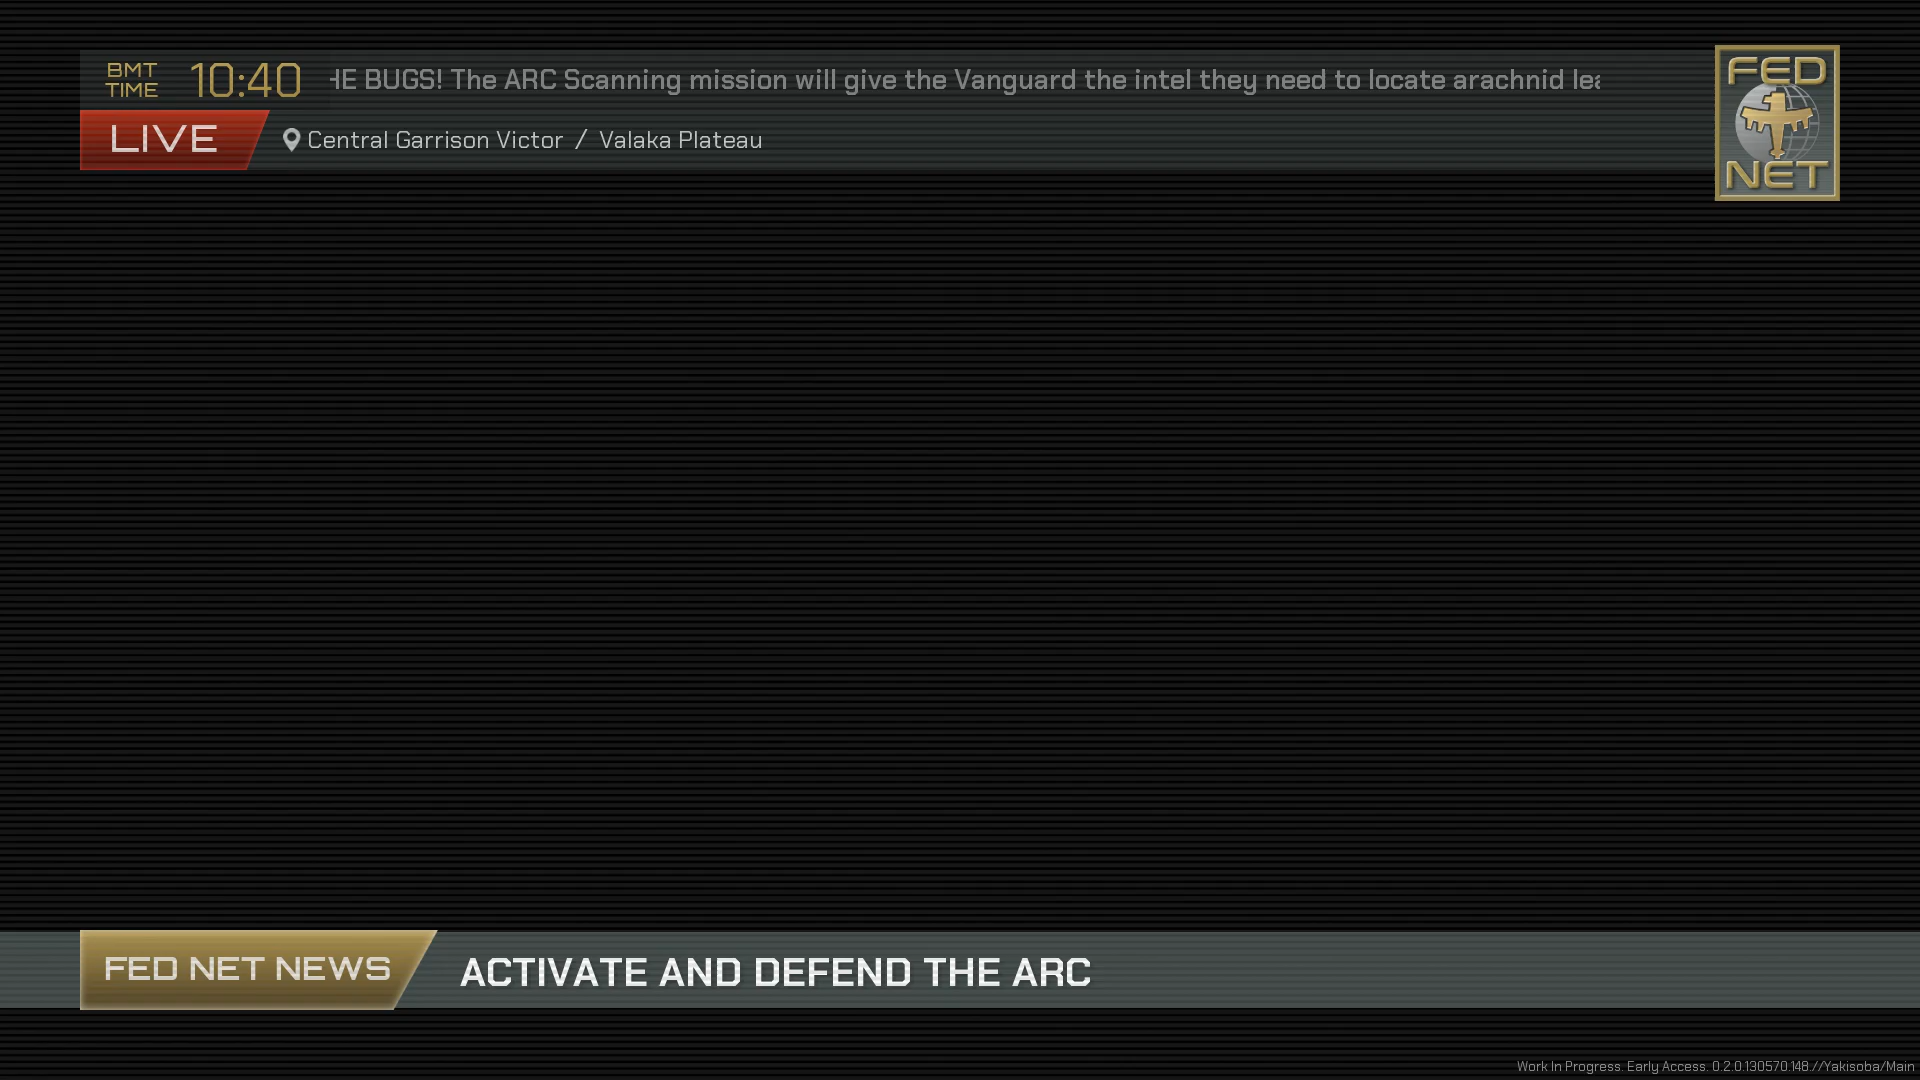 BMT
TIME
10:40
HE BUGS! The ARC Scanning mission will give the Vanguard the intel they need to locate arachnid lea
LIVE
Central Garrison Victor / Valaka Plateau
FED
NET
FED NET NEWS
ACTIVATE AND DEFEND THE ARC
Work In Progress. Early Access. 0.2.0.130570.148 //Yakisoba/Main